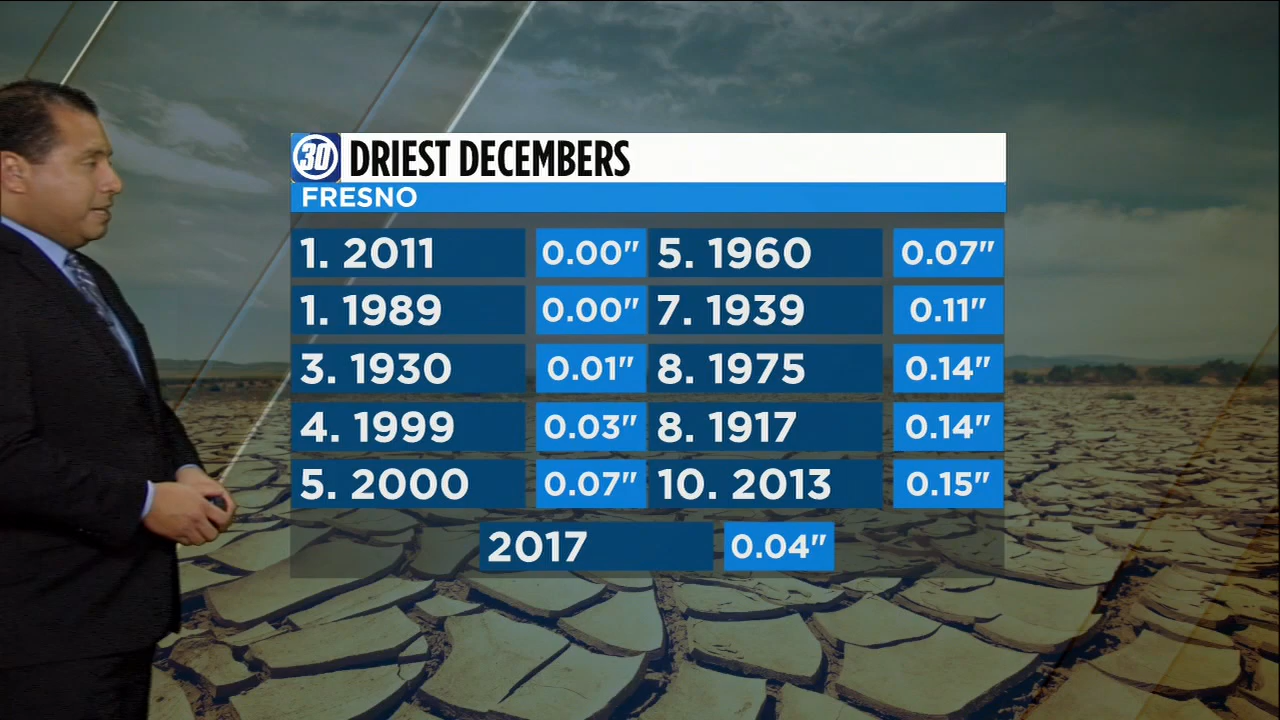 30 DRIEST DECEMBERS
FRESNO
1. 2011 0.00"
1. 1989 0.00"
3. 1930 0.01"
4. 1999 0.03"
5. 2000 0.07"
5. 1960 0.07"
7. 1939 0.11"
8. 1975 0.14"
8. 1917 0.14"
10. 2013 0.15"
2017 0.04"